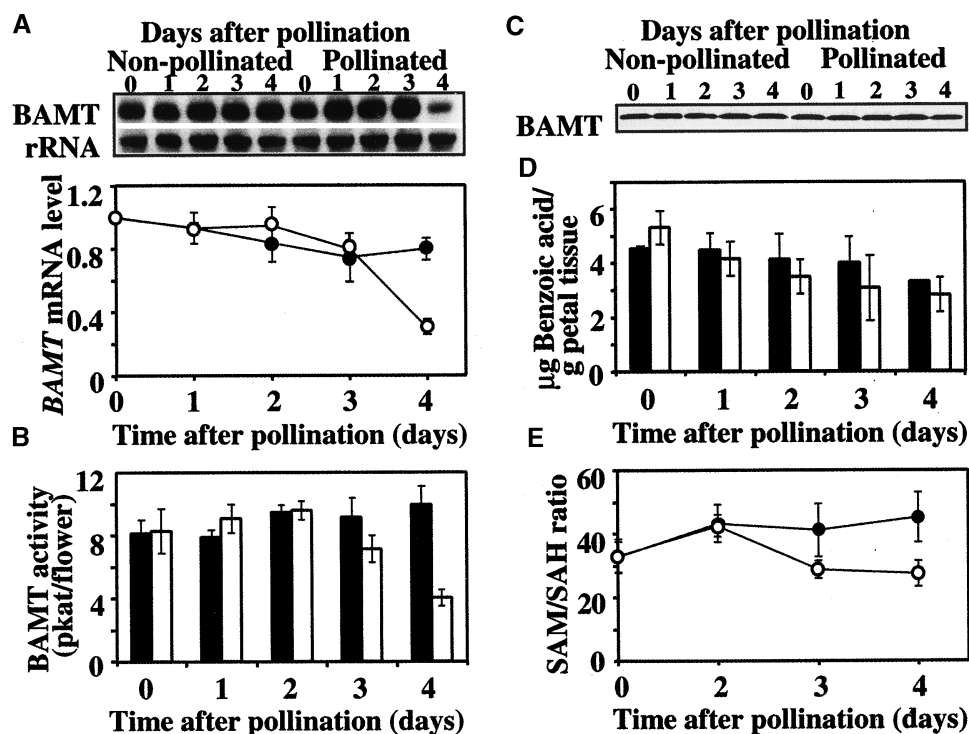 A
Days after pollination
Non-pollinated Pollinated
0 1 2 3 4 0 1 2 3 4
BAMT
rRNA
BAMT mRNA level
1.2
0.8
0.4
0
0 1 2 3 4
Time after pollination (days)
B
BAMT activity
(pkat/flower)
12
8
4
0
0 1 2 3 4
Time after pollination (days)
C
Days after pollination
Non-pollinated Pollinated
0 1 2 3 4 0 1 2 3 4
BAMT
D
µg Benzoic acid/
g petal tissue
6
4
2
0
0 1 2 3 4
Time after pollination (days)
E
SAM/SAH ratio
60
40
20
0
0 2 3 4
Time after pollination (days)